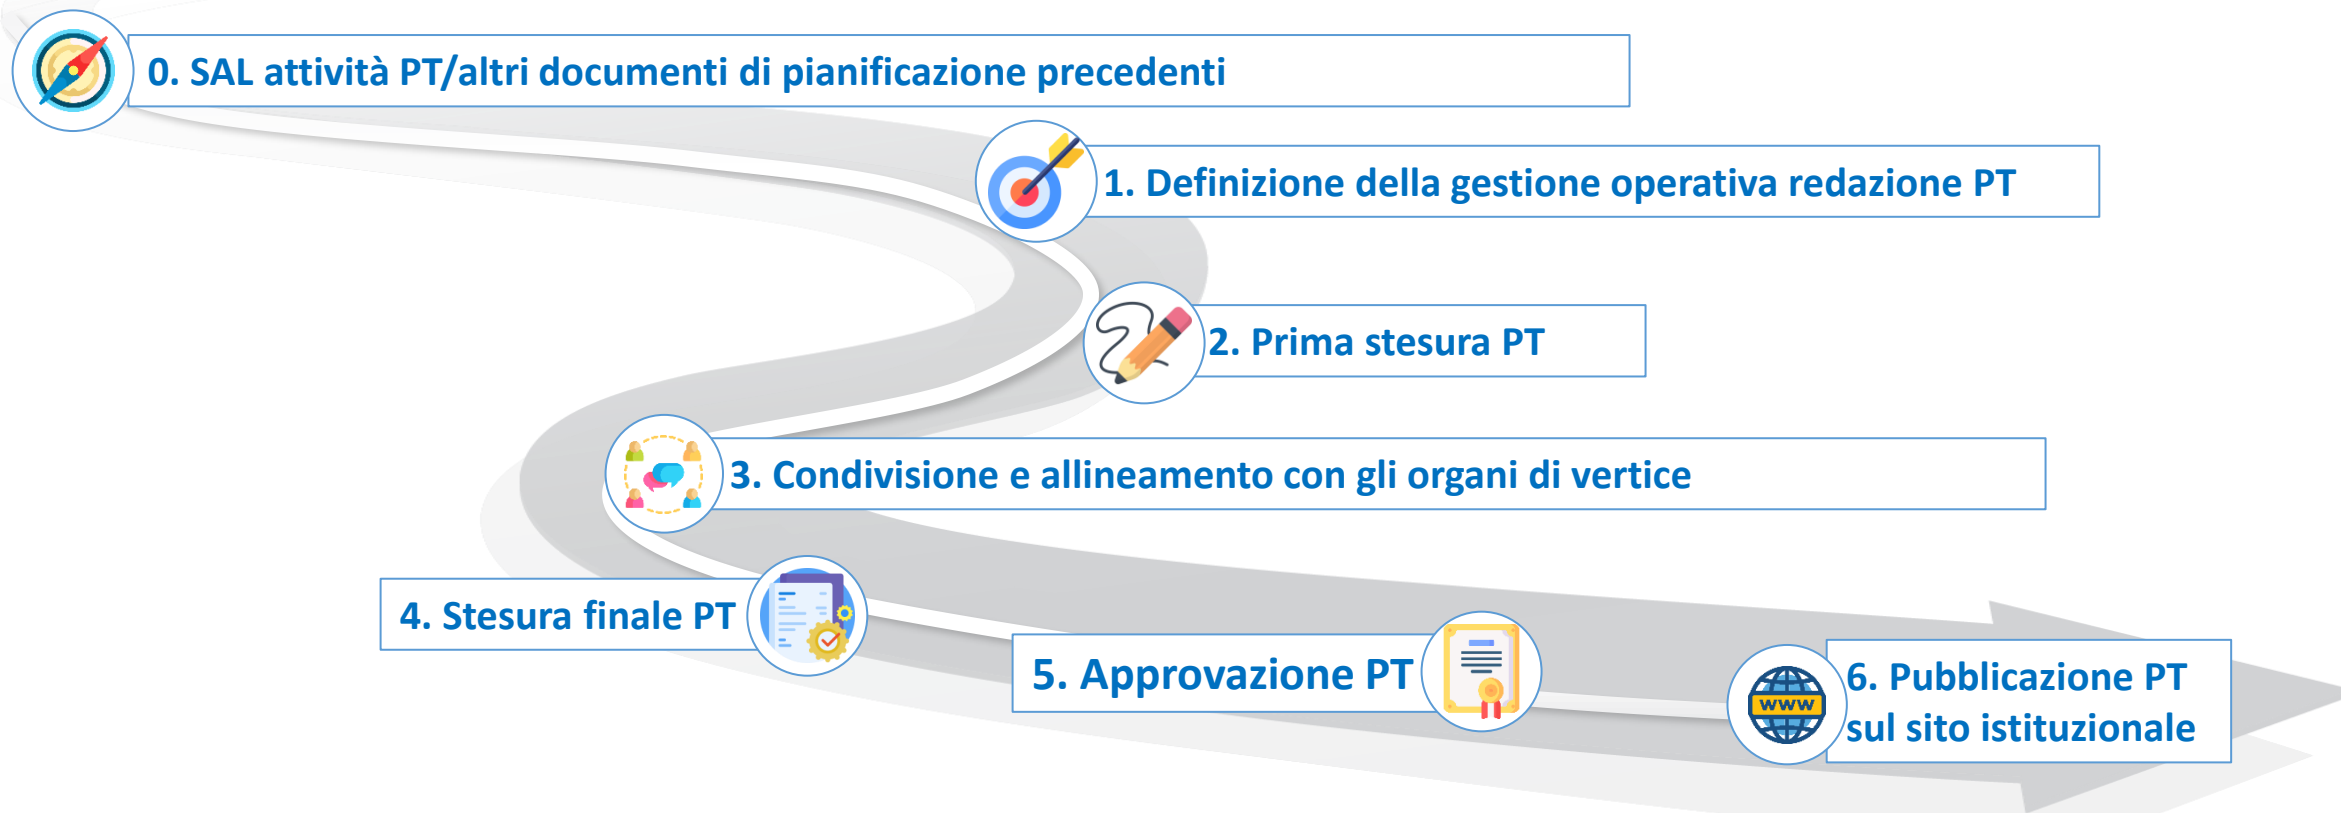 0. SAL attività PT/altri documenti di pianificazione precedenti
1. Definizione della gestione operativa redazione PT
2. Prima stesura PT
3. Condivisione e allineamento con gli organi di vertice
4. Stesura finale PT
5. Approvazione PT
6. Pubblicazione PT
WWW
sul sito istituzionale